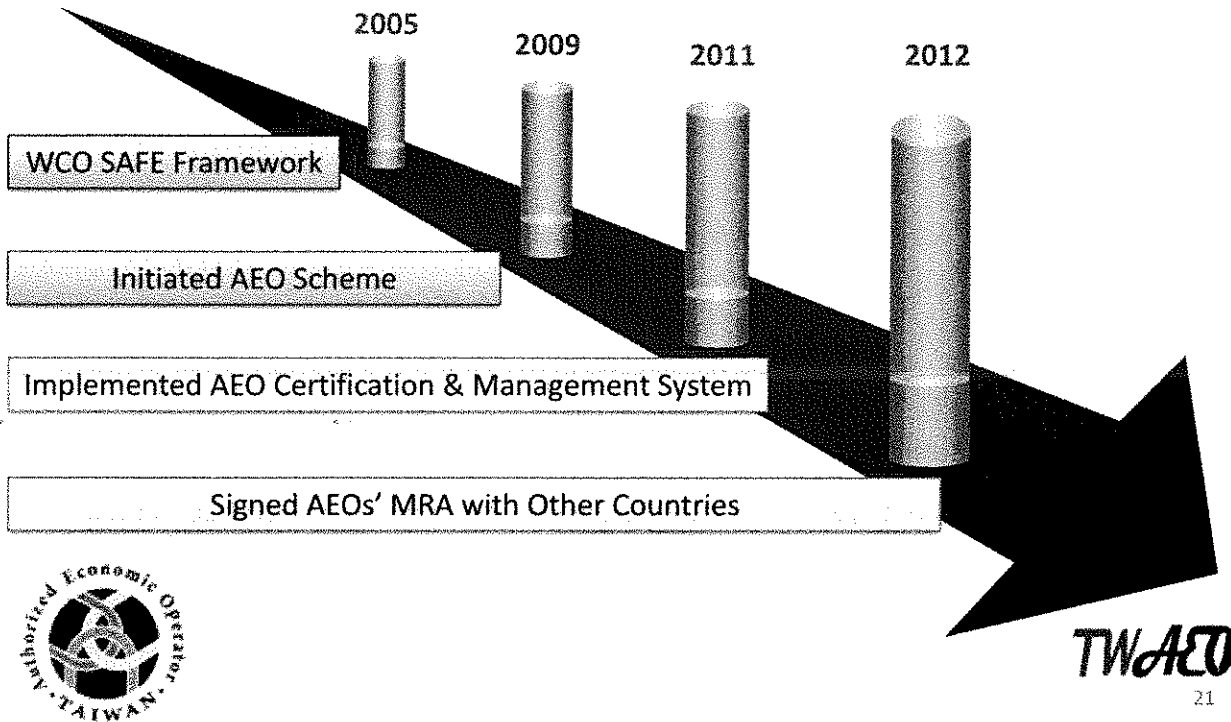 2005
2009
2011
2012
WCO SAFE Framework
Initiated AEO Scheme
Implemented AEO Certification & Management System
Signed AEOs' MRA with Other Countries
Authorized Economic Operator
TAIWAN
TWAEO
21